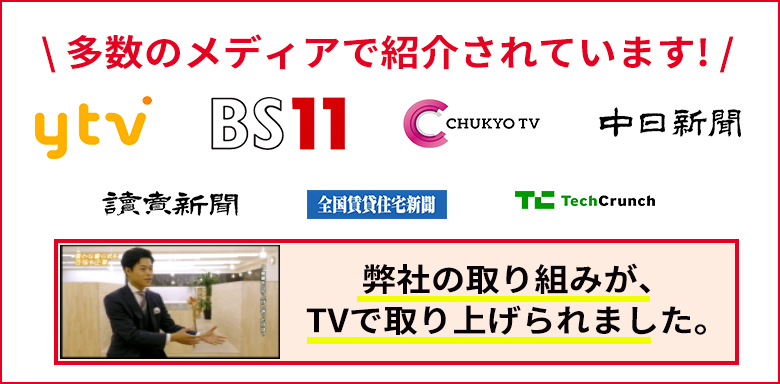 \ 多数のメディアで紹介されています! /
ytv BS11 CHUKYO TV 中日新聞
讀賣新聞 全国賃貸住宅新聞 TechCrunch
弊社の取り組みが、
TVで取り上げられました。